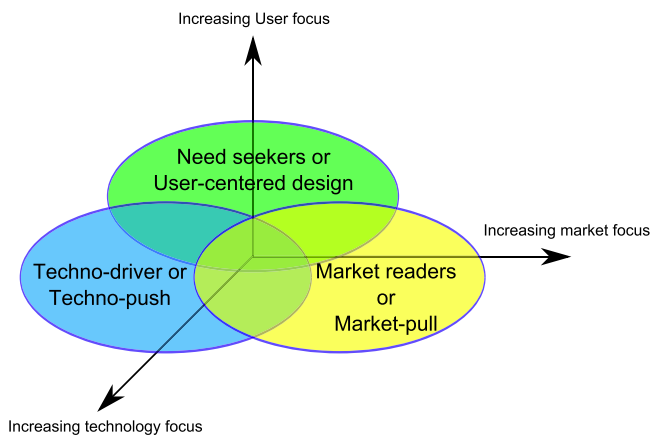 Increasing User focus
Need seekers or
User-centered design
Increasing market focus
Techno-driver or
Techno-push
Market readers
or
Market-pull
Increasing technology focus